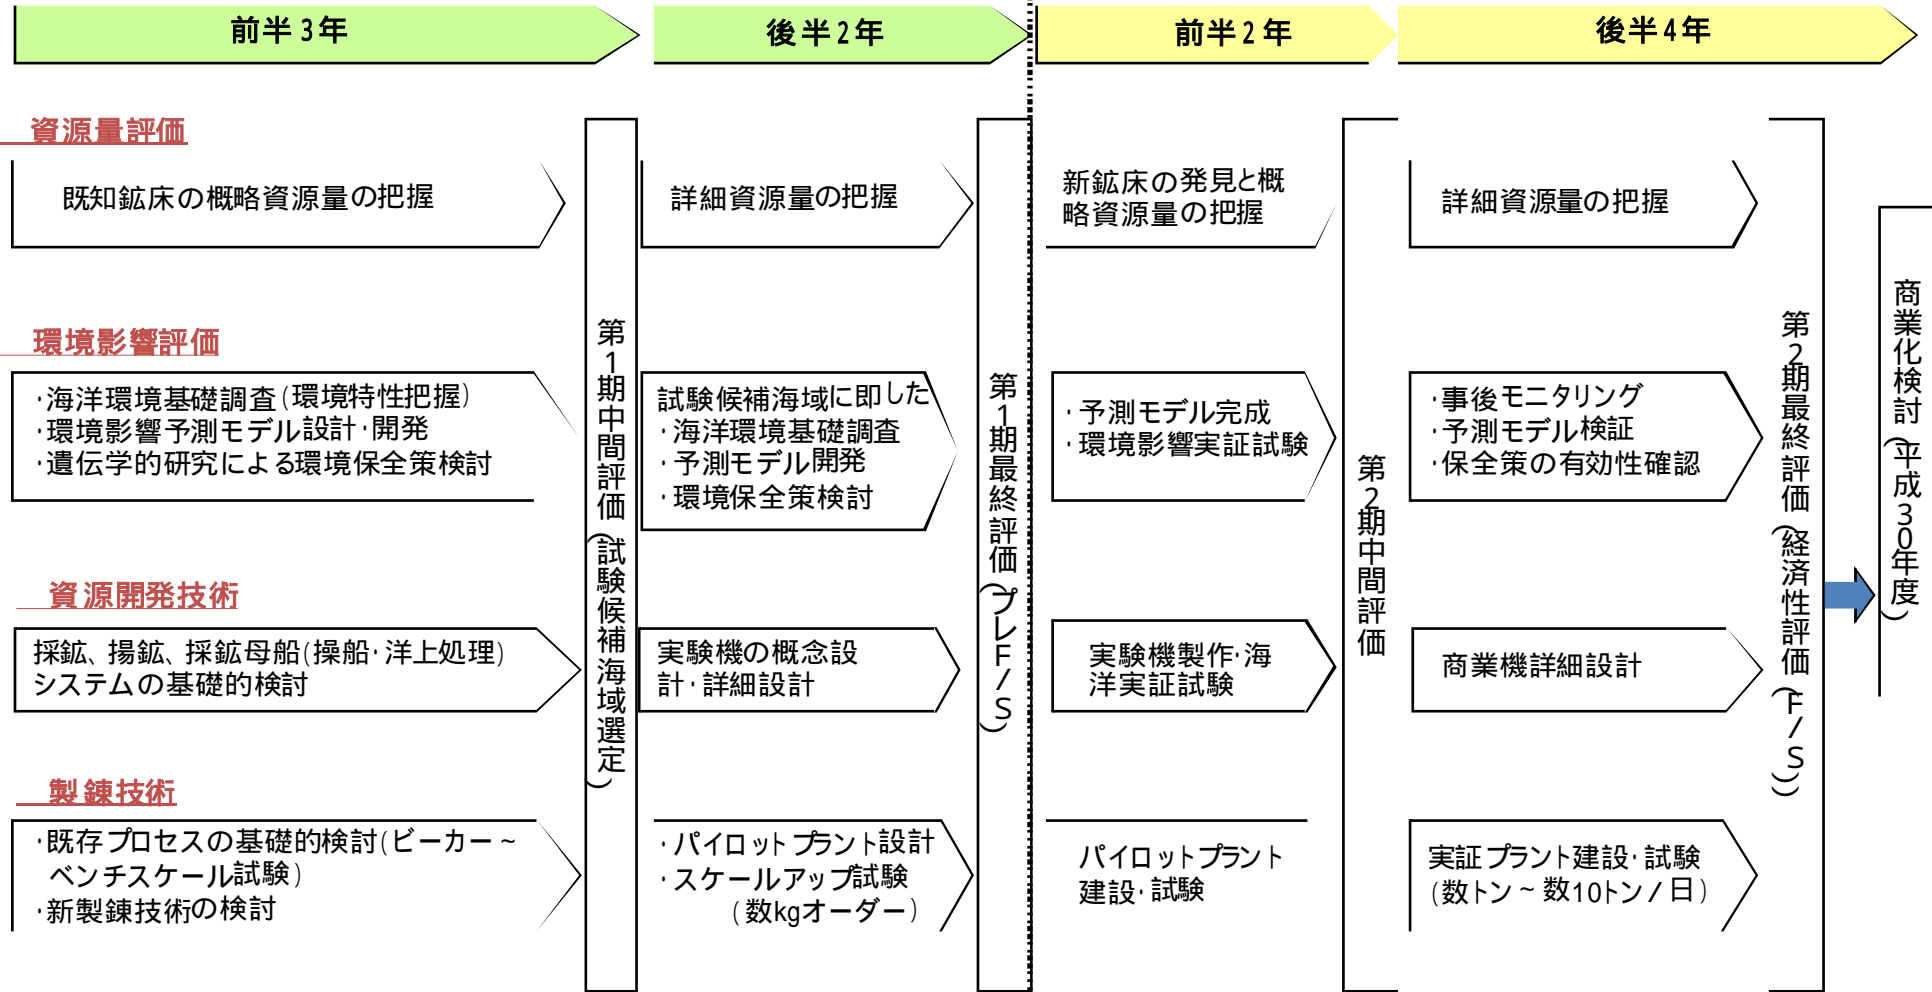 前半3年
後半2年
前半2年
後半4年
資源量評価
既知鉱床の概略資源量の把握
詳細資源量の把握
新鉱床の発見と概
略資源量の把握
詳細資源量の把握
環境影響評価
・海洋環境基礎調査(環境特性把握)
・環境影響予測モデル設計・開発
・遺伝学的研究による環境保全策検討
試験候補海域に即した
・海洋環境基礎調査
・予測モデル開発
・環境保全策検討
・予測モデル完成
・環境影響実証試験
・事後モニタリング
・予測モデル検証
・保全策の有効性確認
資源開発技術
採鉱、揚鉱、採鉱母船(操船・洋上処理)
システムの基礎的検討
実験機の概念設
計・詳細設計
実験機製作・海
洋実証試験
商業機詳細設計
製錬技術
・既存プロセスの基礎的検討(ビーカー~
ベンチスケール試験)
・新製錬技術の検討
・パイロットプラント設計
・スケールアップ試験
(数kgオーダー)
パイロットプラント
建設・試験
実証プラント建設・試験
(数トン~数10トン/日)
第1期中間評価(試験候補海域選定)
第1期最終評価(プレF/S)
第2期中間評価
第2期最終評価(経済性評価(F/S))
商業化検討(平成30年度)